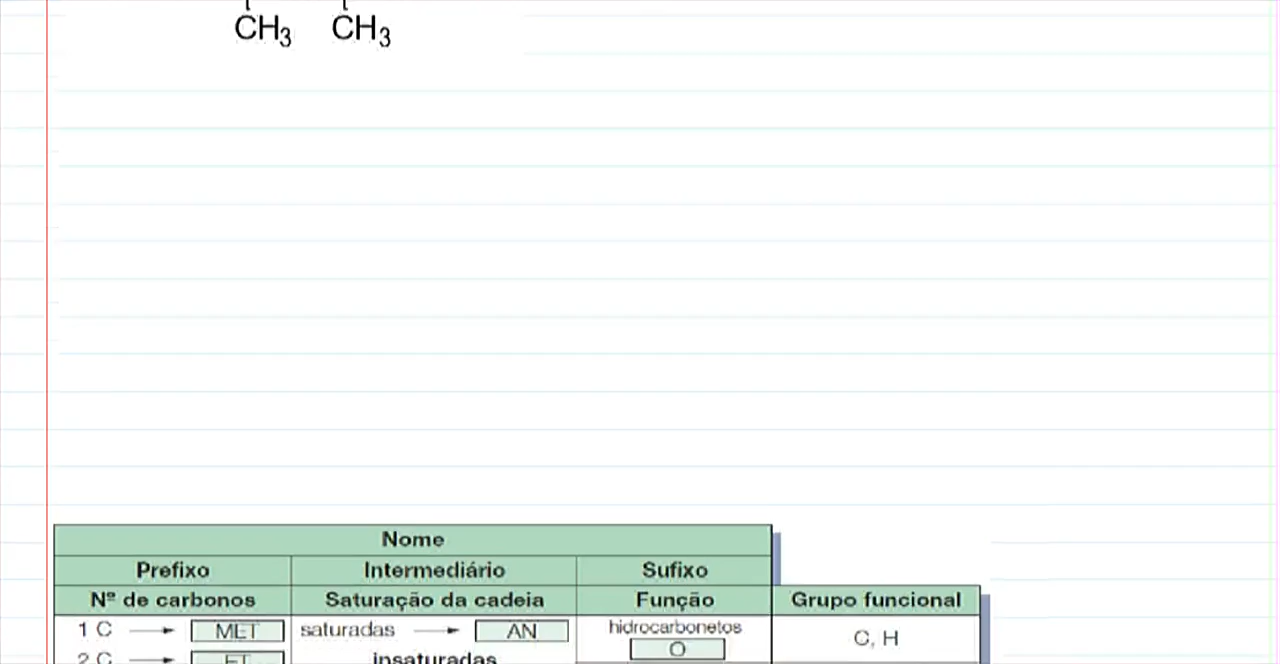 CH3 CH3
Nome
Prefixo Intermediário Sufixo
Nº de carbonos Saturação da cadeia Função Grupo funcional
1 C MET saturadas AN hidrocarbonetos
O
C, H
2 C ET insaturadas